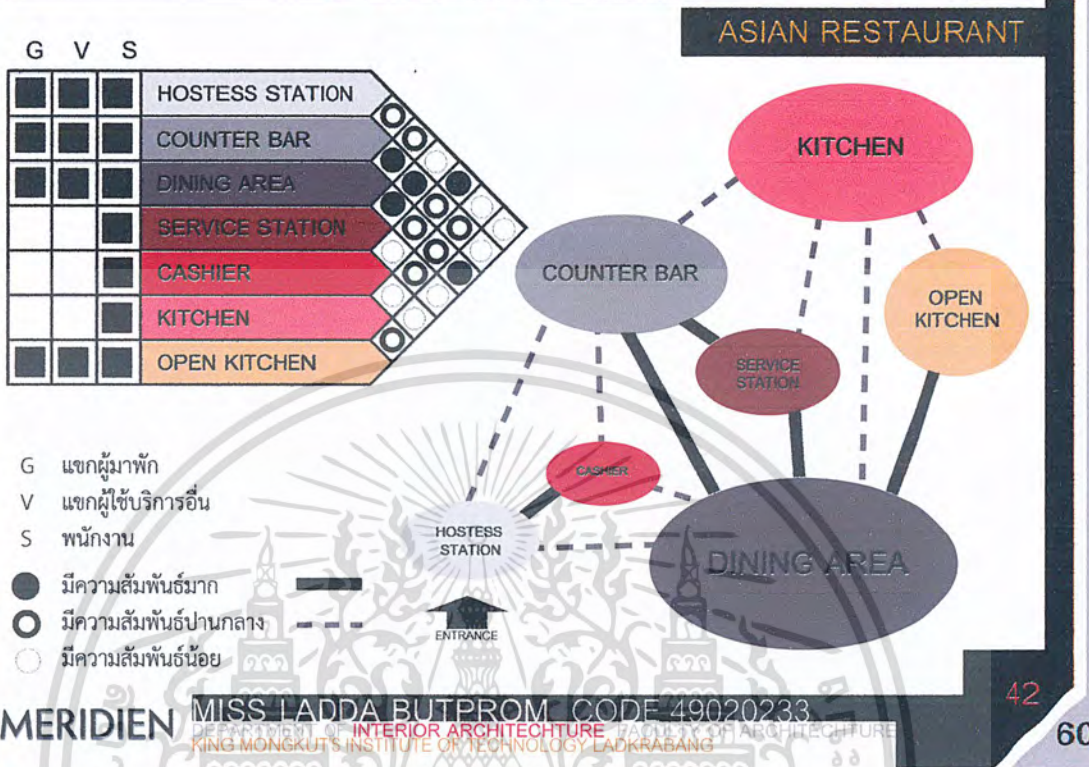 ASIAN RESTAURANT
G V S
HOSTESS STATION
COUNTER BAR
DINING AREA
SERVICE STATION
CASHIER
KITCHEN
OPEN KITCHEN
KITCHEN
COUNTER BAR
OPEN
KITCHEN
SERVICE
STATION
CASHIER
HOSTESS
STATION
DINING AREA
ENTRANCE
G แขกผู้มาพัก
V แขกผู้ใช้บริการอื่น
S พนักงาน
มีความสัมพันธ์มาก
มีความสัมพันธ์ปานกลาง
มีความสัมพันธ์น้อย
42
MERIDIEN MISS LADDA BUTPROM CODE 49020233
DEPARTMENT OF INTERIOR ARCHITECHTURE FACULTY OF ARCHITECHTURE
KING MONGKUT'S INSTITUTE OF TECHNOLOGY LADKRABANG
60